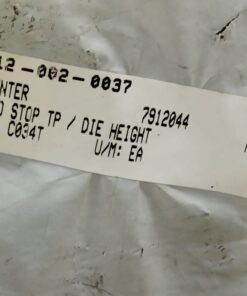 12-002-0037
NTER 7912044
STOP TP / DIE HEIGHT
C034T U/M: EA